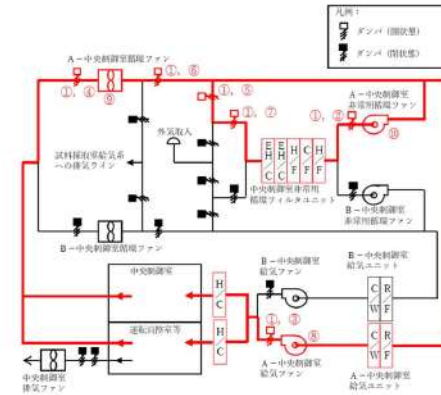 凡例:
ダンパ(開状態)
ダンパ(閉状態)
A-中央制御室循環ファン
①，④
⑨
①，⑥
①，⑤
①，⑦
①，②
A-中央制御室
非常用循環ファン
⑩
外気取入
試料採取室給気系
への排気ライン
E H C
E H C
H F
C F
H F
中央制御室非常用
循環フィルタユニット
B-中央制御室
非常用循環ファン
B-中央制御室循環ファン
B-中央制御室
給気ファン
B-中央制御室
給気ユニット
中央制御室
H C
C W
R F
運転員控室等
H C
①，③
⑧
C W
R F
中央制御室
排気ファン
A-中央制御室
給気ファン
A-中央制御室
給気ユニット